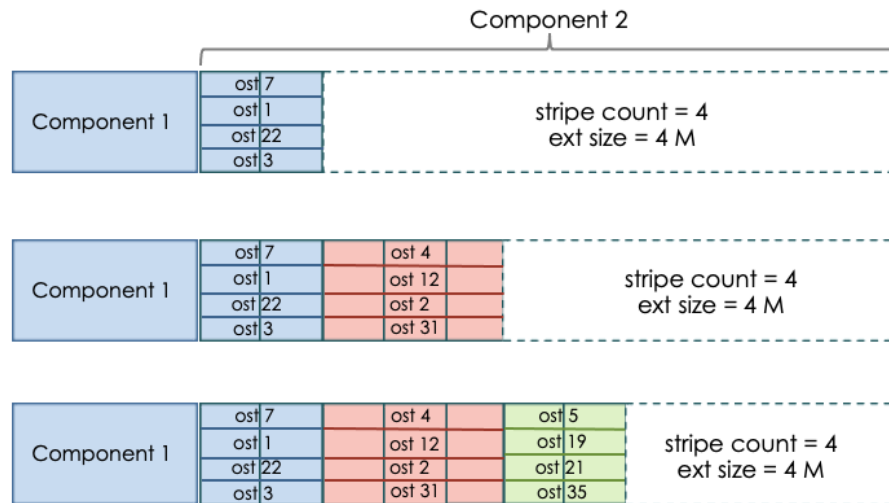 Component 2
Component 1
ost 7
ost 1
ost 22
ost 3
stripe count = 4
ext size = 4 M
Component 1
ost 7
ost 1
ost 22
ost 3
ost 4
ost 12
ost 2
ost 31
stripe count = 4
ext size = 4 M
Component 1
ost 7
ost 1
ost 22
ost 3
ost 4
ost 12
ost 2
ost 31
ost 5
ost 19
ost 21
ost 35
stripe count = 4
ext size = 4 M